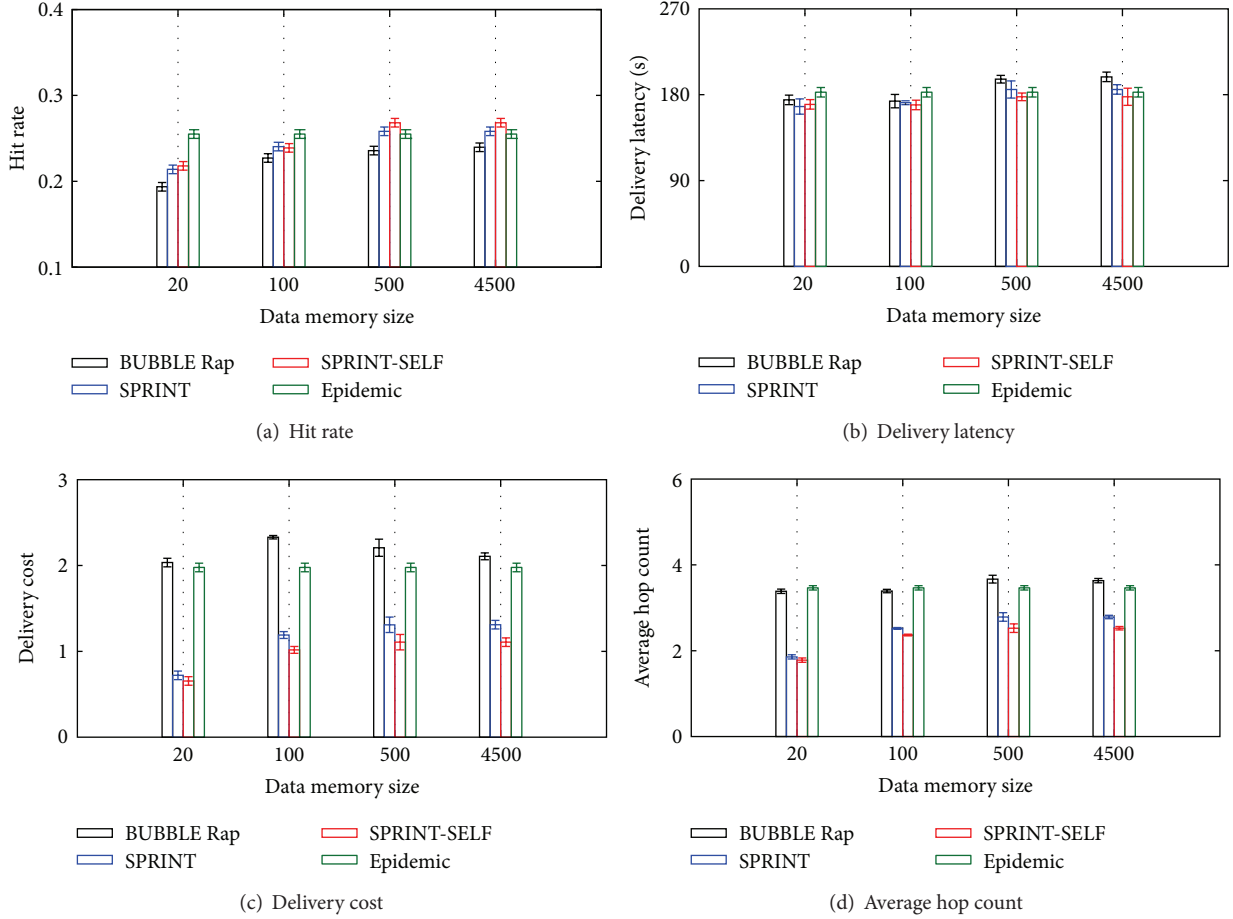 0.4
0.3
0.2
0.1
Hit rate
20 100 500 4500
Data memory size
BUBBLE Rap SPRINT-SELF
SPRINT Epidemic
(a) Hit rate
270
180
90
0
Delivery latency (s)
20 100 500 4500
Data memory size
BUBBLE Rap SPRINT-SELF
SPRINT Epidemic
(b) Delivery latency
3
2
1
0
Delivery cost
20 100 500 4500
Data memory size
BUBBLE Rap SPRINT-SELF
SPRINT Epidemic
(c) Delivery cost
6
4
2
0
Average hop count
20 100 500 4500
Data memory size
BUBBLE Rap SPRINT-SELF
SPRINT Epidemic
(d) Average hop count